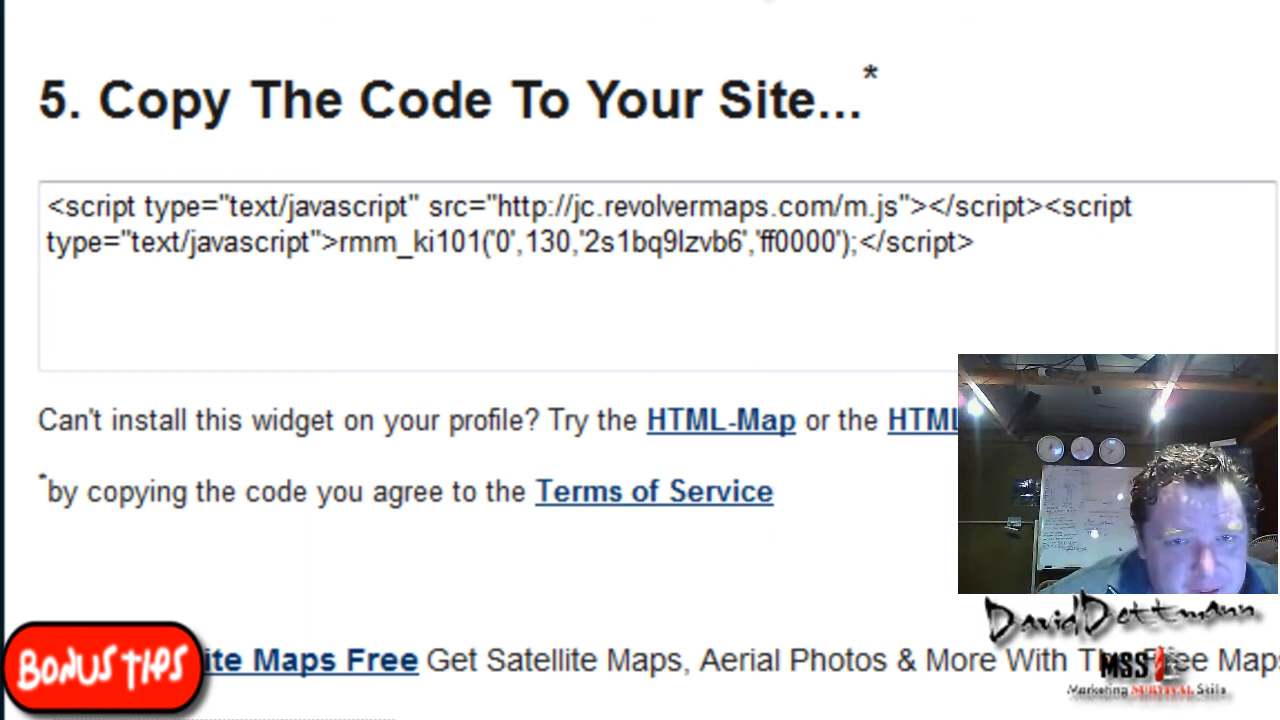 5. Copy The Code To Your Site...*
<script type="text/javascript" src="http://jc.revolvermaps.com/m.js"></script><script
type="text/javascript">rmm_ki101('0',130,'2s1bq9lzvb6','ff0000');</script>
Can't install this widget on your profile? Try the HTML-Map or the HTML
*by copying the code you agree to the Terms of Service
David Dettmann
BONUS TIPS
ite Maps Free Get Satellite Maps, Aerial Photos & More With Th Free Maps
MSS
Marketing SURVIVAL Skills